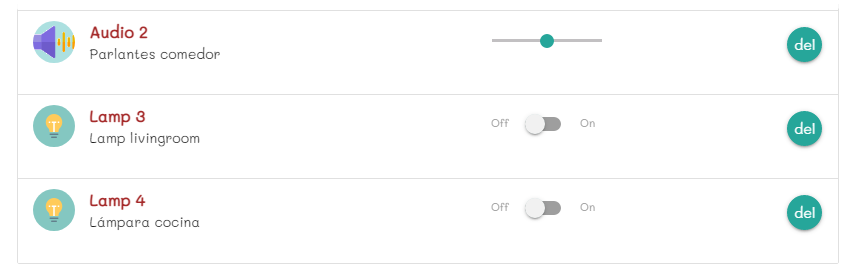 Audio 2
Parlantes comedor
del
Lamp 3
Lamp livingroom
Off On
del
Lamp 4
Lámpara cocina
Off On
del